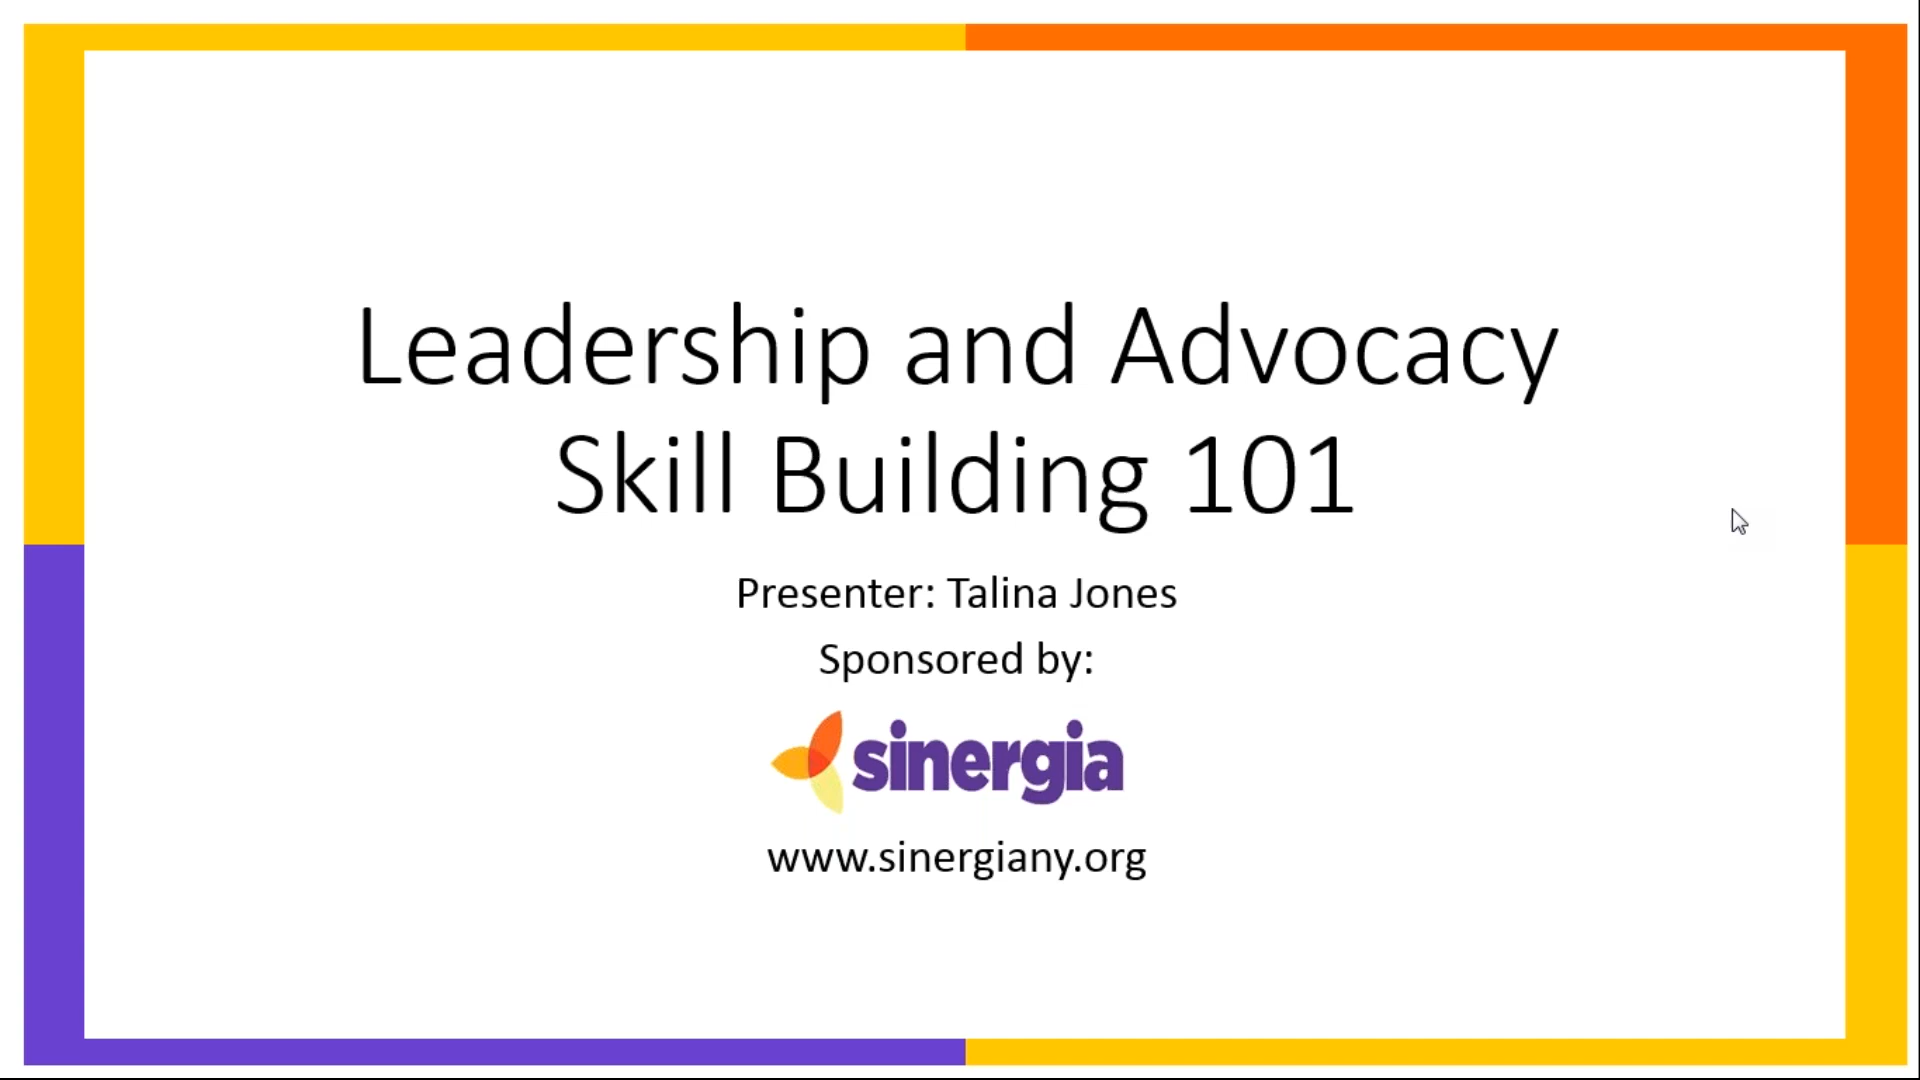 Leadership and Advocacy
Skill Building 101
Presenter: Talina Jones
Sponsored by:
sinergia
www.sinergiany.org